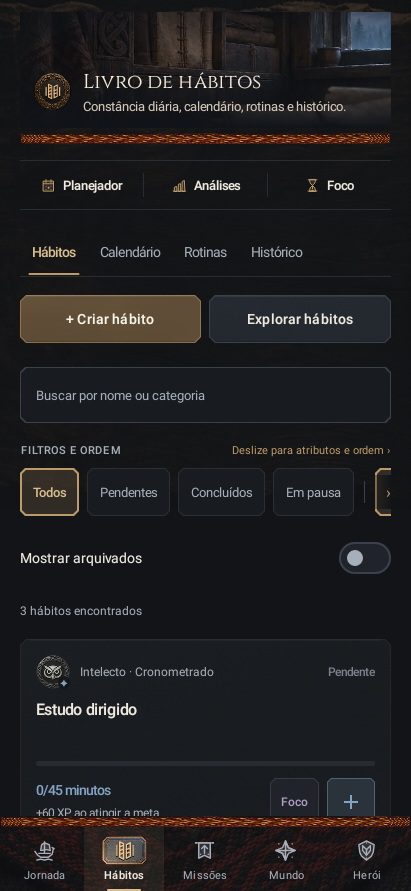 Livro de hábitos
Constância diária, calendário, rotinas e histórico.
Planejador
Análises
Foco
Hábitos
Calendário
Rotinas
Histórico
+ Criar hábito
Explorar hábitos
Buscar por nome ou categoria
FILTROS E ORDEM
Deslize para atributos e ordem ›
Todos
Pendentes
Concluídos
Em pausa
›
Mostrar arquivados
3 hábitos encontrados
Intelecto · Cronometrado
Pendente
Estudo dirigido
0/45 minutos
+60 XP ao atingir a meta
Foco
+
Jornada
Hábitos
Missões
Mundo
Herói